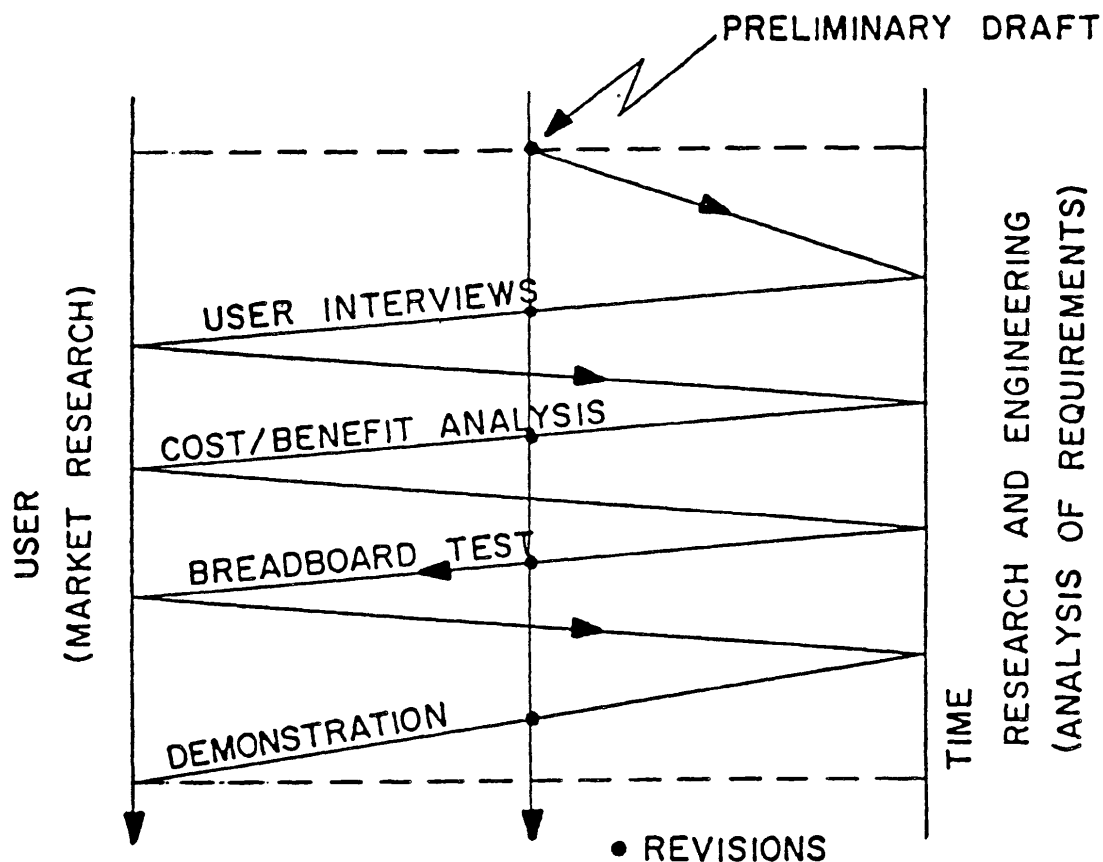 PRELIMINARY DRAFT
USER INTERVIEWS
COST/BENEFIT ANALYSIS
BREADBOARD TEST
DEMONSTRATION
USER
(MARKET RESEARCH)
TIME
RESEARCH AND ENGINEERING
(ANALYSIS OF REQUIREMENTS)
• REVISIONS